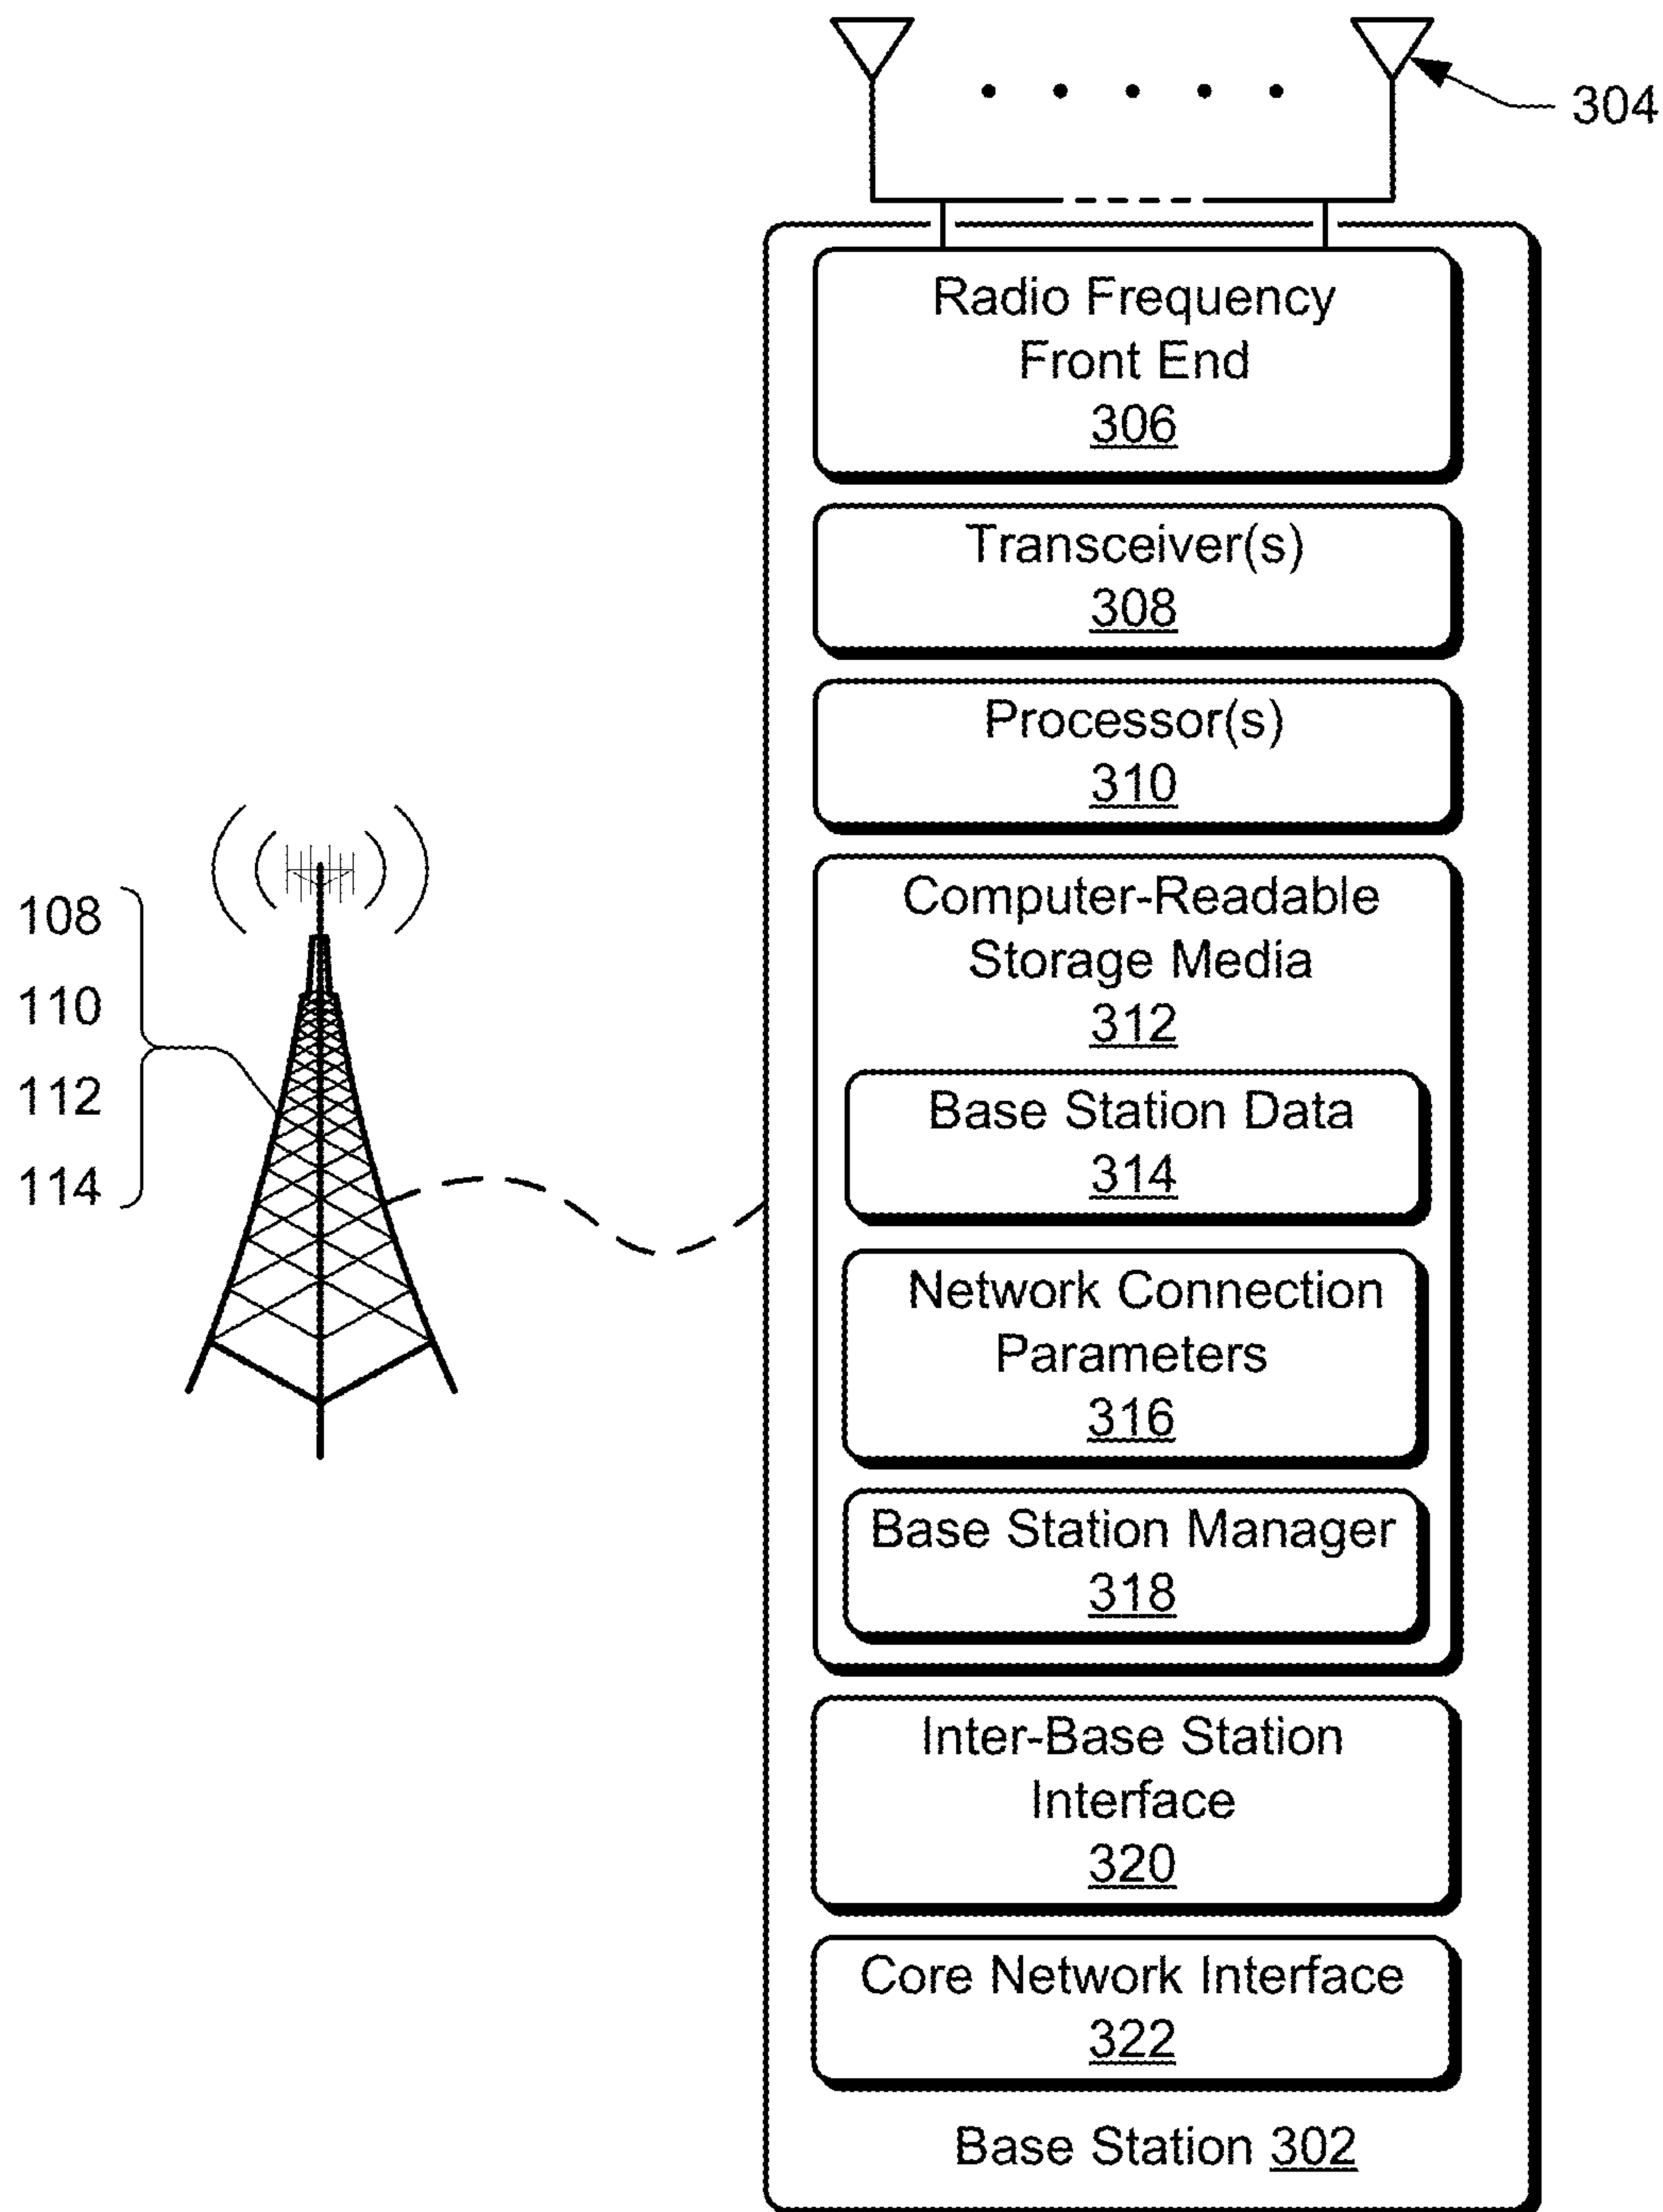 304
Radio Frequency
Front End
306
Transceiver(s)
308
Processor(s)
310
108
110
112
114
Computer-Readable
Storage Media
312
Base Station Data
314
Network Connection
Parameters
316
Base Station Manager
318
Inter-Base Station
Interface
320
Core Network Interface
322
Base Station 302